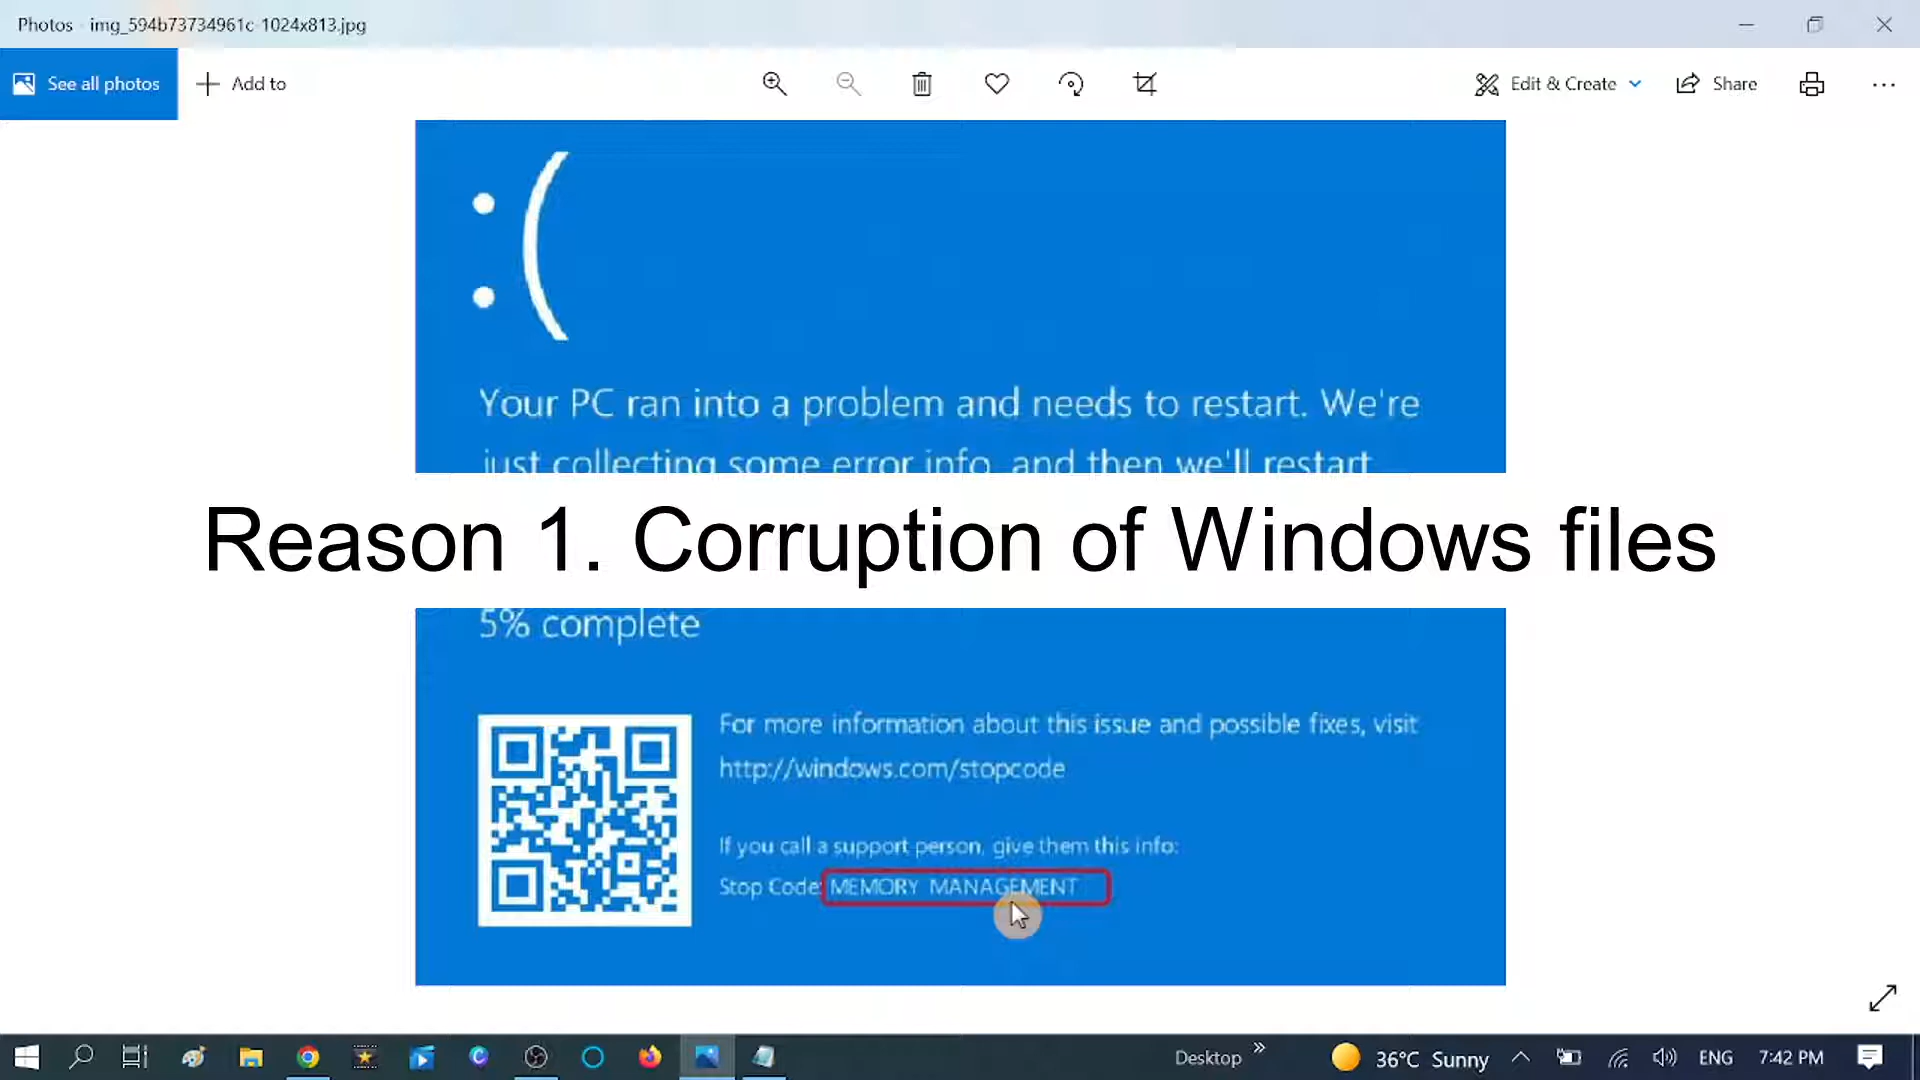 Photos - img_594b73734961c-1024x813.jpg
See all photos
Add to
Edit & Create
Share
:(
Your PC ran into a problem and needs to restart. We're
just collecting some error info, and then we'll restart
Reason 1. Corruption of Windows files
5% complete
For more information about this issue and possible fixes, visit
http://windows.com/stopcode
If you call a support person, give them this info:
Stop Code: MEMORY MANAGEMENT
Desktop
36°C Sunny
ENG
7:42 PM